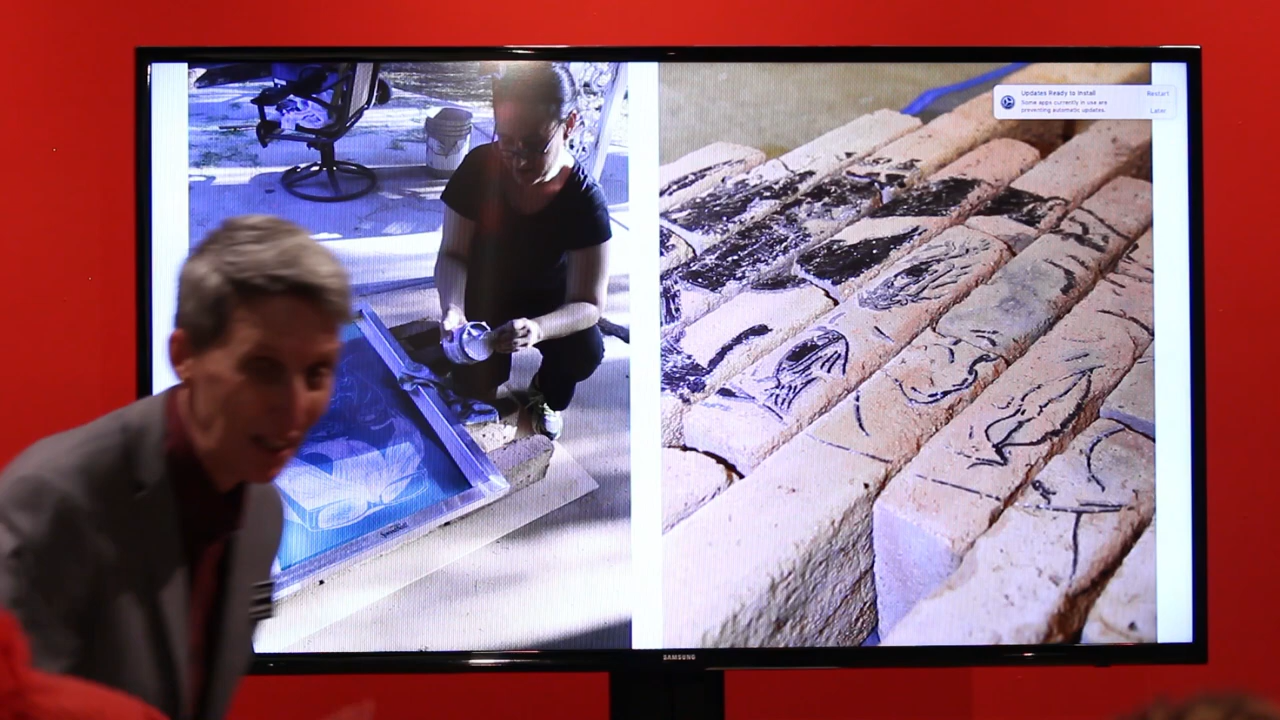 Updates Ready to Install
Restart
Some apps currently in use are
preventing automatic updates.
Later
SAMSUNG